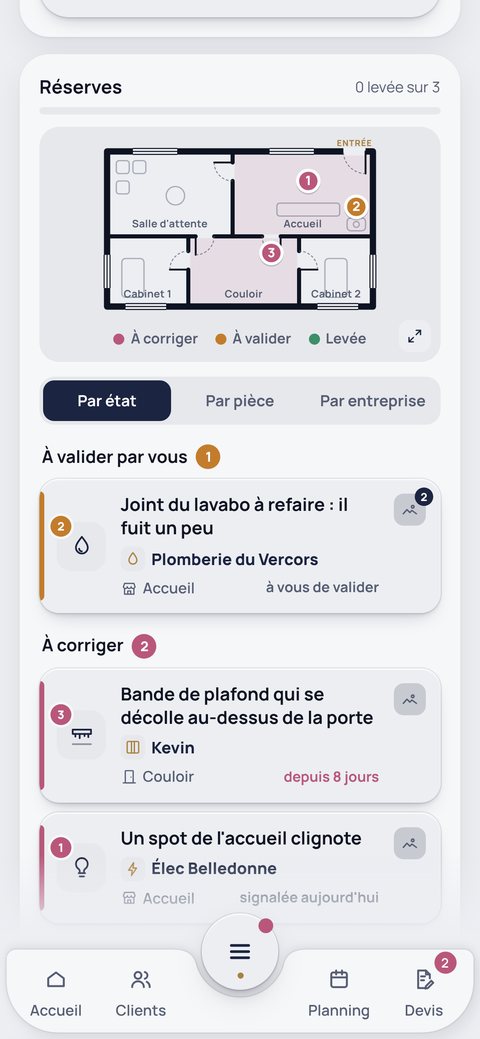 Réserves
0 levée sur 3
ENTRÉE
1
2
Salle d'attente
Accueil
3
Cabinet 1
Couloir
Cabinet 2
À corriger
À valider
Levée
Par état
Par pièce
Par entreprise
À valider par vous 1
2
Joint du lavabo à refaire : il
fuit un peu
2
Plomberie du Vercors
Accueil
à vous de valider
À corriger 2
3
Bande de plafond qui se
décolle au-dessus de la porte
Kevin
Couloir
depuis 8 jours
1
Un spot de l'accueil clignote
Élec Belledonne
Accueil
signalée aujourd'hui
2
Accueil
Clients
Planning
Devis